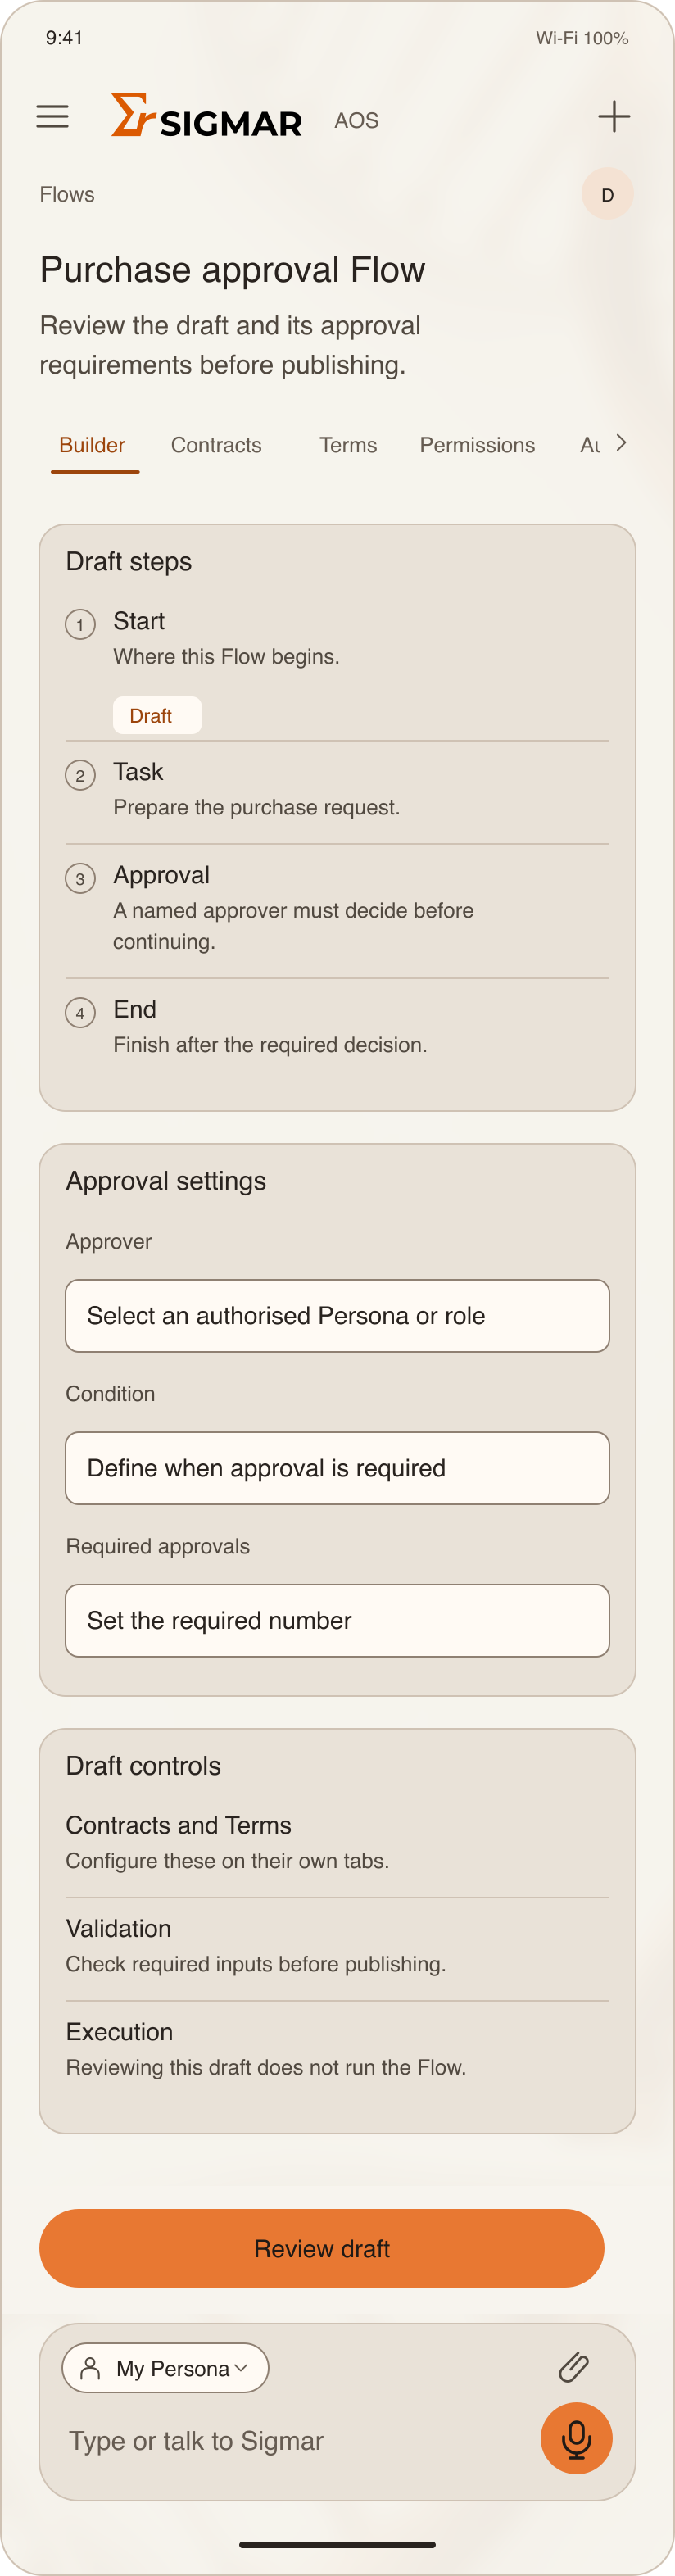 9:41
Wi-Fi 100%
Σr SIGMAR AOS
Flows
D
Purchase approval Flow
Review the draft and its approval
requirements before publishing.
Builder Contracts Terms Permissions
Draft steps
1 Start
Where this Flow begins.
Draft
2 Task
Prepare the purchase request.
3 Approval
A named approver must decide before
continuing.
4 End
Finish after the required decision.
Approval settings
Approver
Select an authorised Persona or role
Condition
Define when approval is required
Required approvals
Set the required number
Draft controls
Contracts and Terms
Configure these on their own tabs.
Validation
Check required inputs before publishing.
Execution
Reviewing this draft does not run the Flow.
Review draft
My Persona
Type or talk to Sigmar